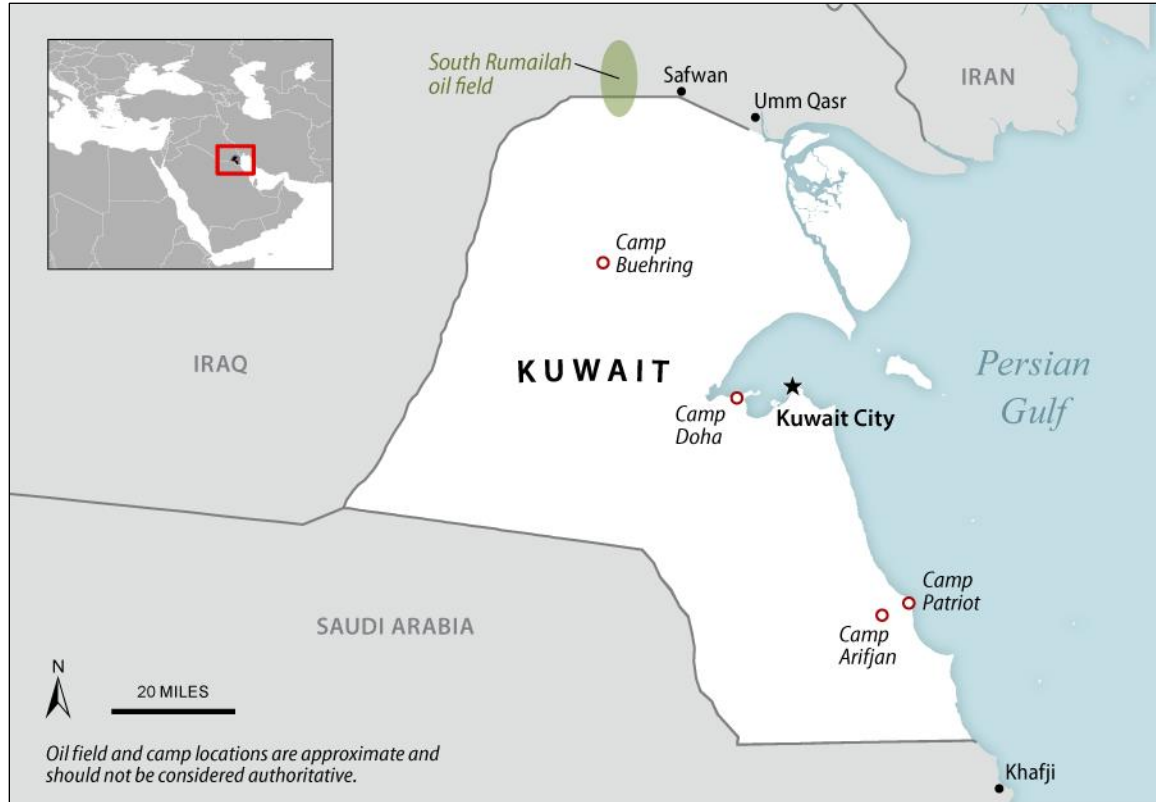 South Rumailah
oil field
Safwan
Umm Qasr
IRAN
Camp
Buehring
IRAQ
KUWAIT
Persian
Gulf
Camp
Doha
Kuwait City
Camp
Patriot
Camp
Arifjan
SAUDI ARABIA
N
20 MILES
Oil field and camp locations are approximate and
should not be considered authoritative.
Khafji